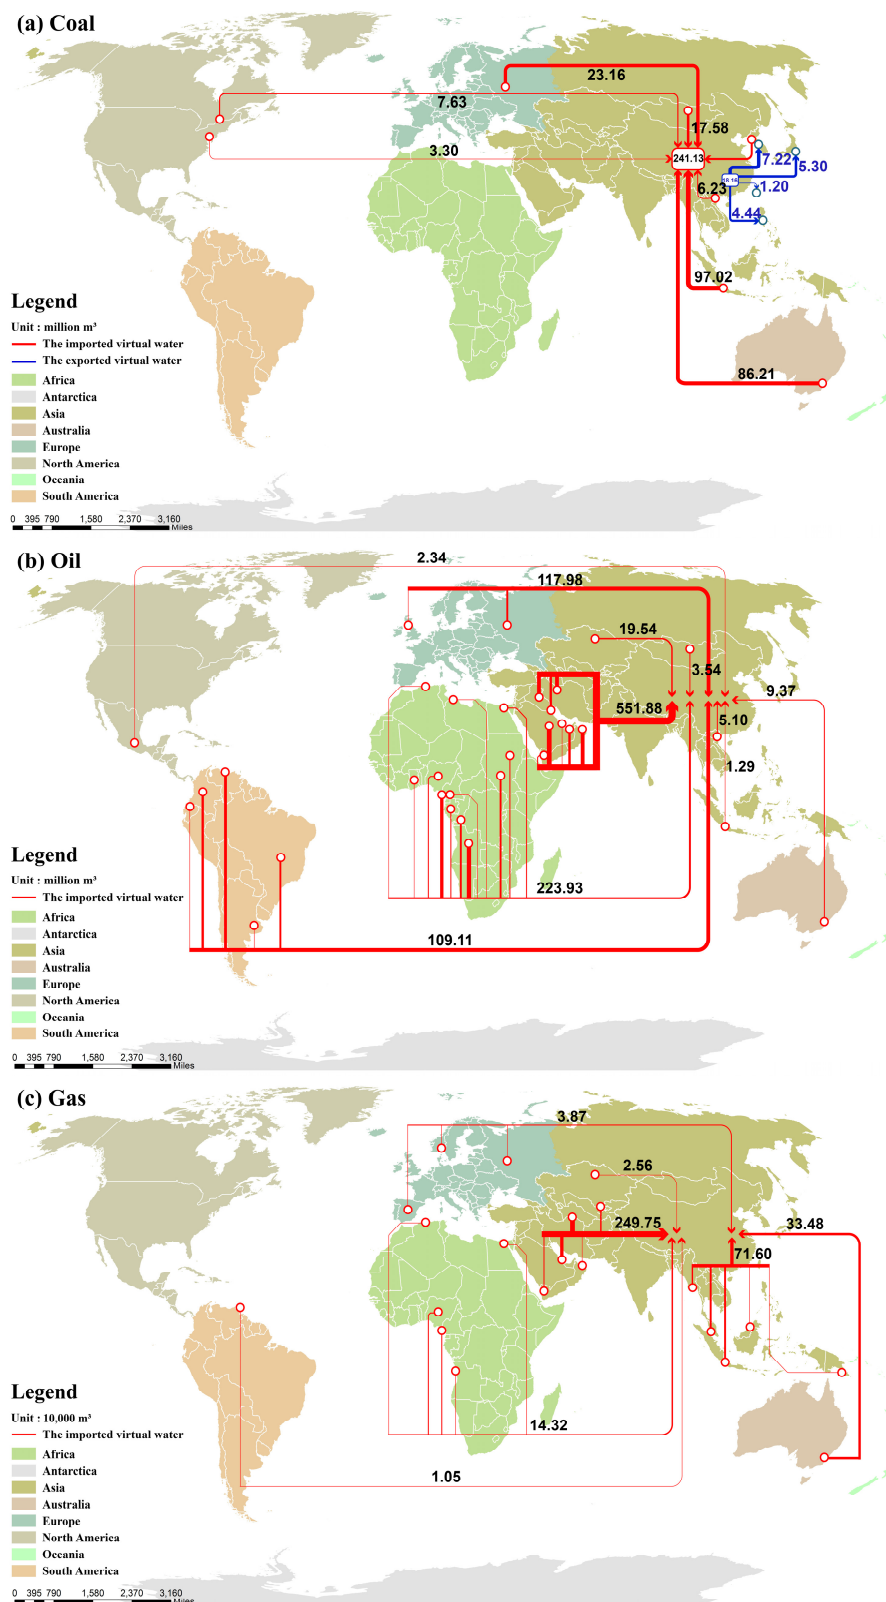 (a) Coal
23.16
7.63
17.58
3.30
241.13
7.22
5.30
18.16
1.20
6.23
4.44
97.02
86.21
Legend
Unit : million m³
The imported virtual water
The exported virtual water
Africa
Antarctica
Asia
Australia
Europe
North America
Oceania
South America
0 395 790 1,580 2,370 3,160
Miles
(b) Oil
2.34
117.98
19.54
3.54
9.37
551.88
5.10
1.29
223.93
109.11
Legend
Unit : million m³
The imported virtual water
Africa
Antarctica
Asia
Australia
Europe
North America
Oceania
South America
0 395 790 1,580 2,370 3,160
Miles
(c) Gas
3.87
2.56
249.75
33.48
71.60
14.32
1.05
Legend
Unit : 10,000 m³
The imported virtual water
Africa
Antarctica
Asia
Australia
Europe
North America
Oceania
South America
0 395 790 1,580 2,370 3,160
Miles